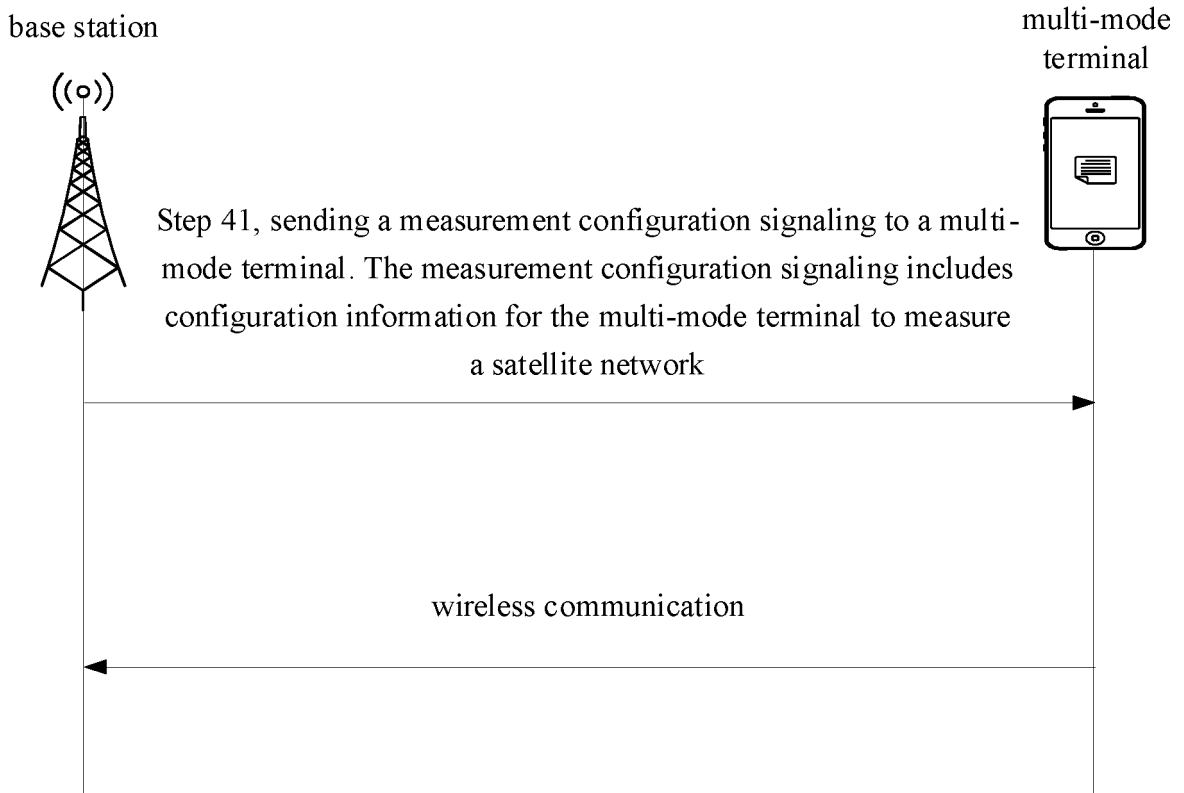 base station
multi-mode
terminal
Step 41, sending a measurement configuration signaling to a multi-
mode terminal. The measurement configuration signaling includes
configuration information for the multi-mode terminal to measure
a satellite network
wireless communication